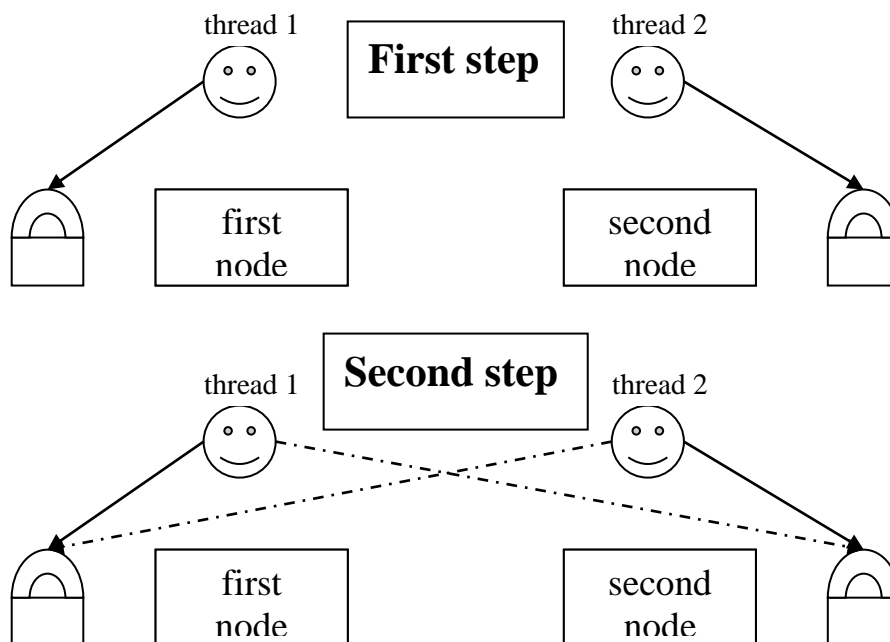 thread 1
First step
thread 2
first
node
second
node
Second step
thread 1
thread 2
first
node
second
node